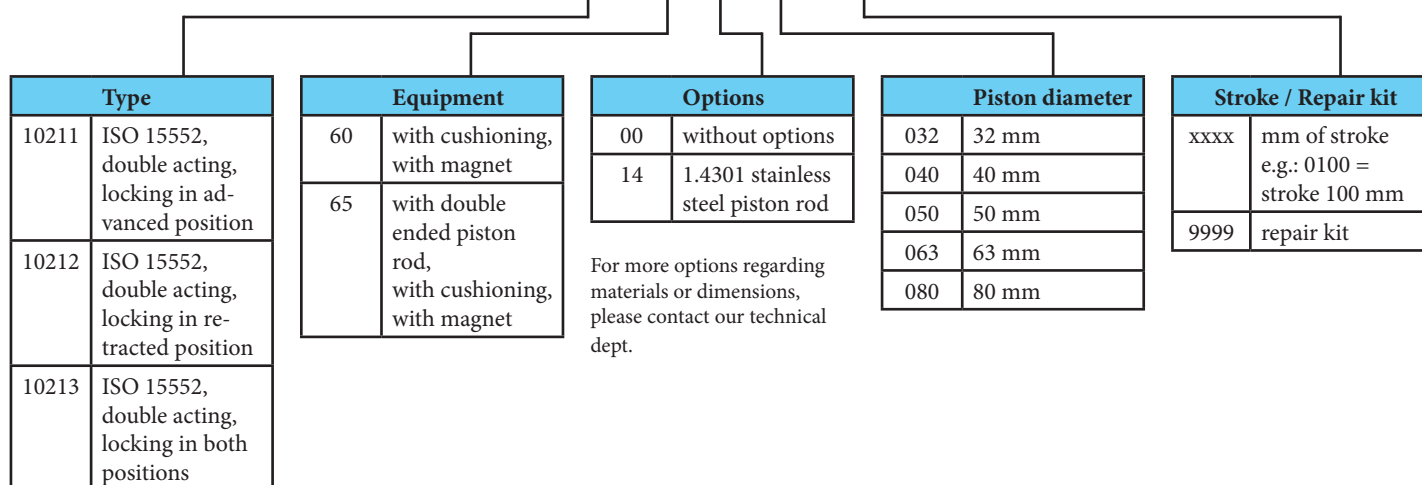 Type
10211 ISO 15552,
double acting,
locking in ad-
vanced position
10212 ISO 15552,
double acting,
locking in re-
tracted position
10213 ISO 15552,
double acting,
locking in both
positions
Equipment
60 with cushioning,
with magnet
65 with double
ended piston
rod,
with cushioning,
with magnet
Options
00 without options
14 1.4301 stainless
steel piston rod
For more options regarding
materials or dimensions,
please contact our technical
dept.
Piston diameter
032 32 mm
040 40 mm
050 50 mm
063 63 mm
080 80 mm
Stroke / Repair kit
xxxx mm of stroke
e.g.: 0100 =
stroke 100 mm
9999 repair kit